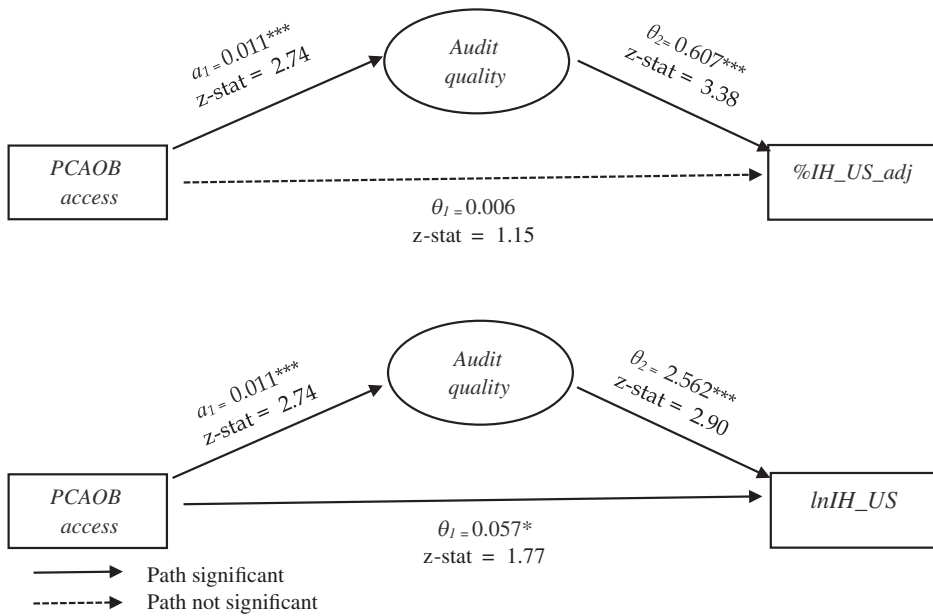 a1 = 0.011***
z-stat = 2.74
Audit
quality
θ2= 0.607***
z-stat = 3.38
PCAOB
access
%IH_US_adj
θ1 = 0.006
z-stat = 1.15
a1 = 0.011***
z-stat = 2.74
Audit
quality
θ2= 2.562***
z-stat = 2.90
PCAOB
access
lnIH_US
θ1 = 0.057*
z-stat = 1.77
Path significant
Path not significant